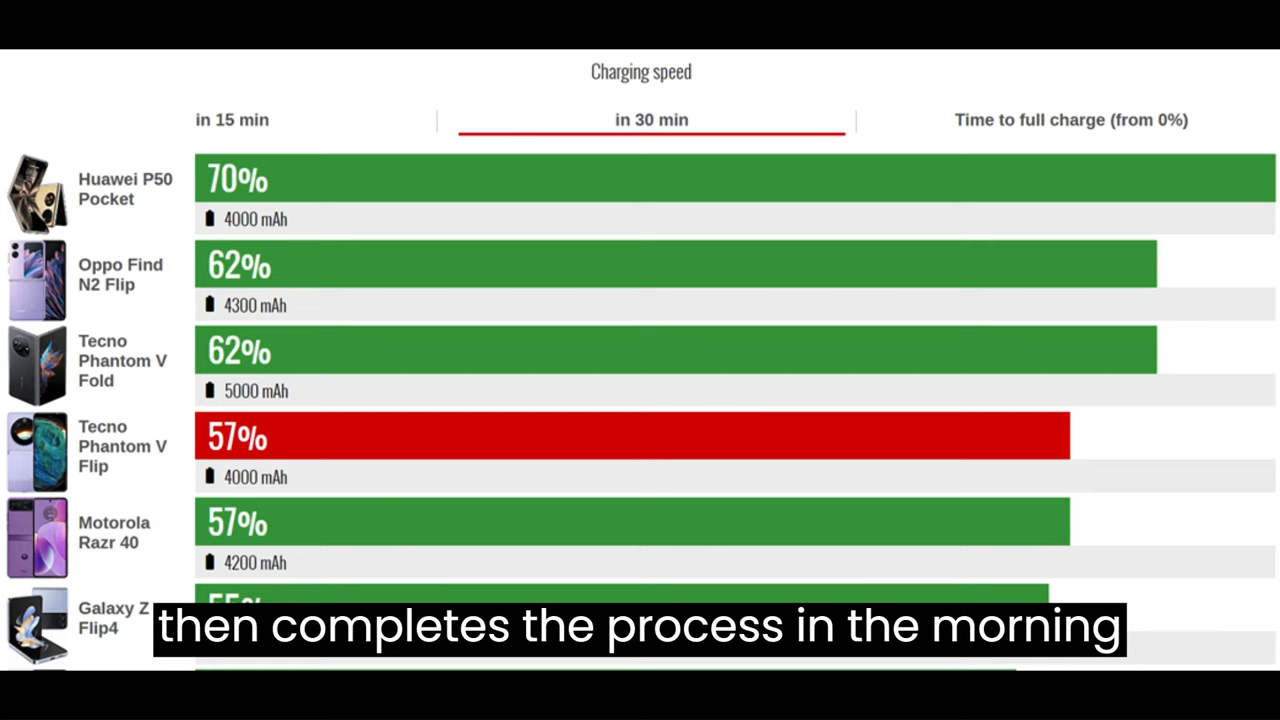 Charging speed
in 15 min
in 30 min
Time to full charge (from 0%)
Huawei P50
Pocket
70%
4000 mAh
Oppo Find
N2 Flip
62%
4300 mAh
Tecno
Phantom V
Fold
62%
5000 mAh
Tecno
Phantom V
Flip
57%
4000 mAh
Motorola
Razr 40
57%
4200 mAh
Galaxy Z
Flip4
55%
then completes the process in the morning